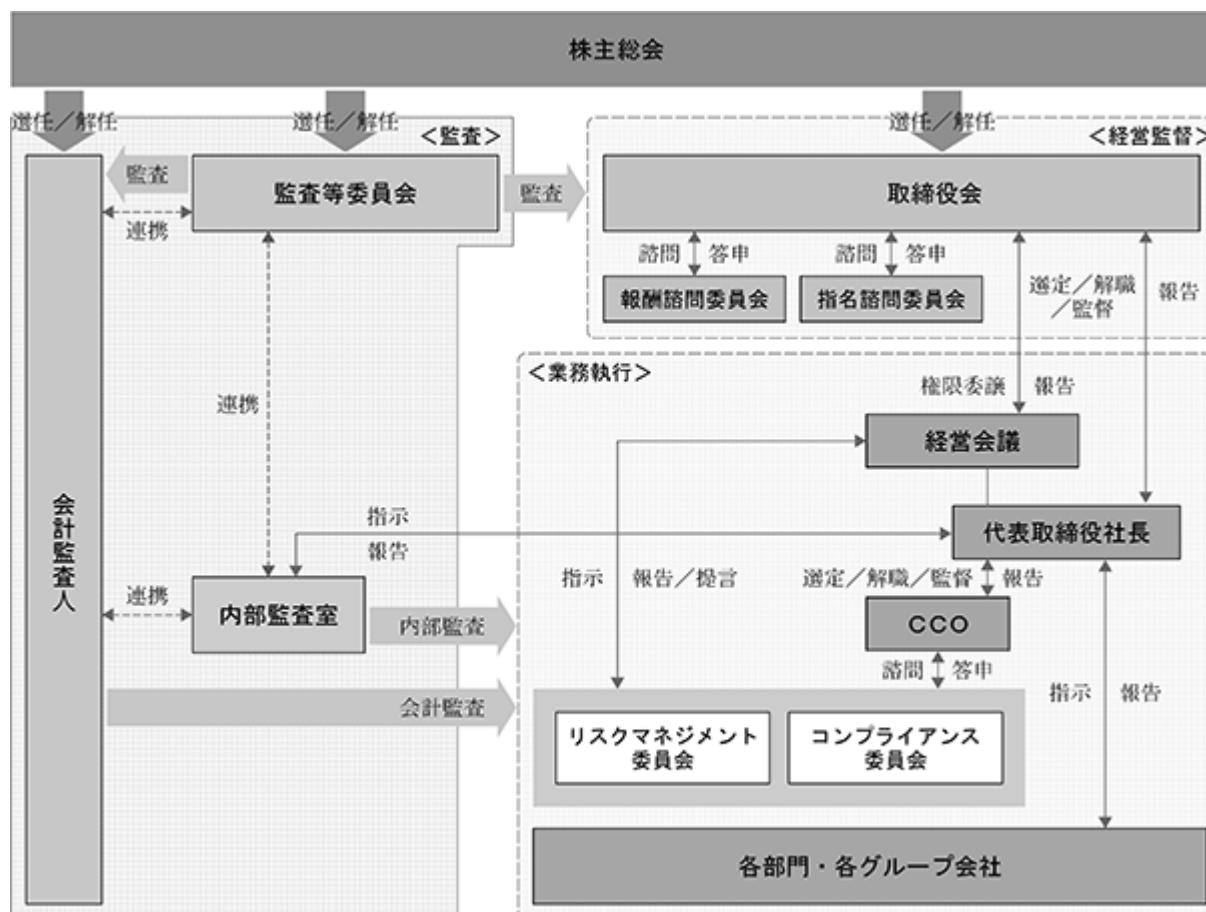 株主総会
選任／解任
選任／解任
選任／解任
＜監査＞
＜経営監督＞
監査
監査等委員会
監査
取締役会
連携
諮問
答申
諮問
答申
選定／解職
／監督
報告
報酬諮問委員会
指名諮問委員会
＜業務執行＞
連携
権限委譲
報告
経営会議
会計監査人
指示
報告
代表取締役社長
指示
報告／提言
選定／解職／監督
報告
連携
内部監査室
内部監査
CCO
諮問
答申
指示
報告
会計監査
リスクマネジメント
委員会
コンプライアンス
委員会
各部門・各グループ会社